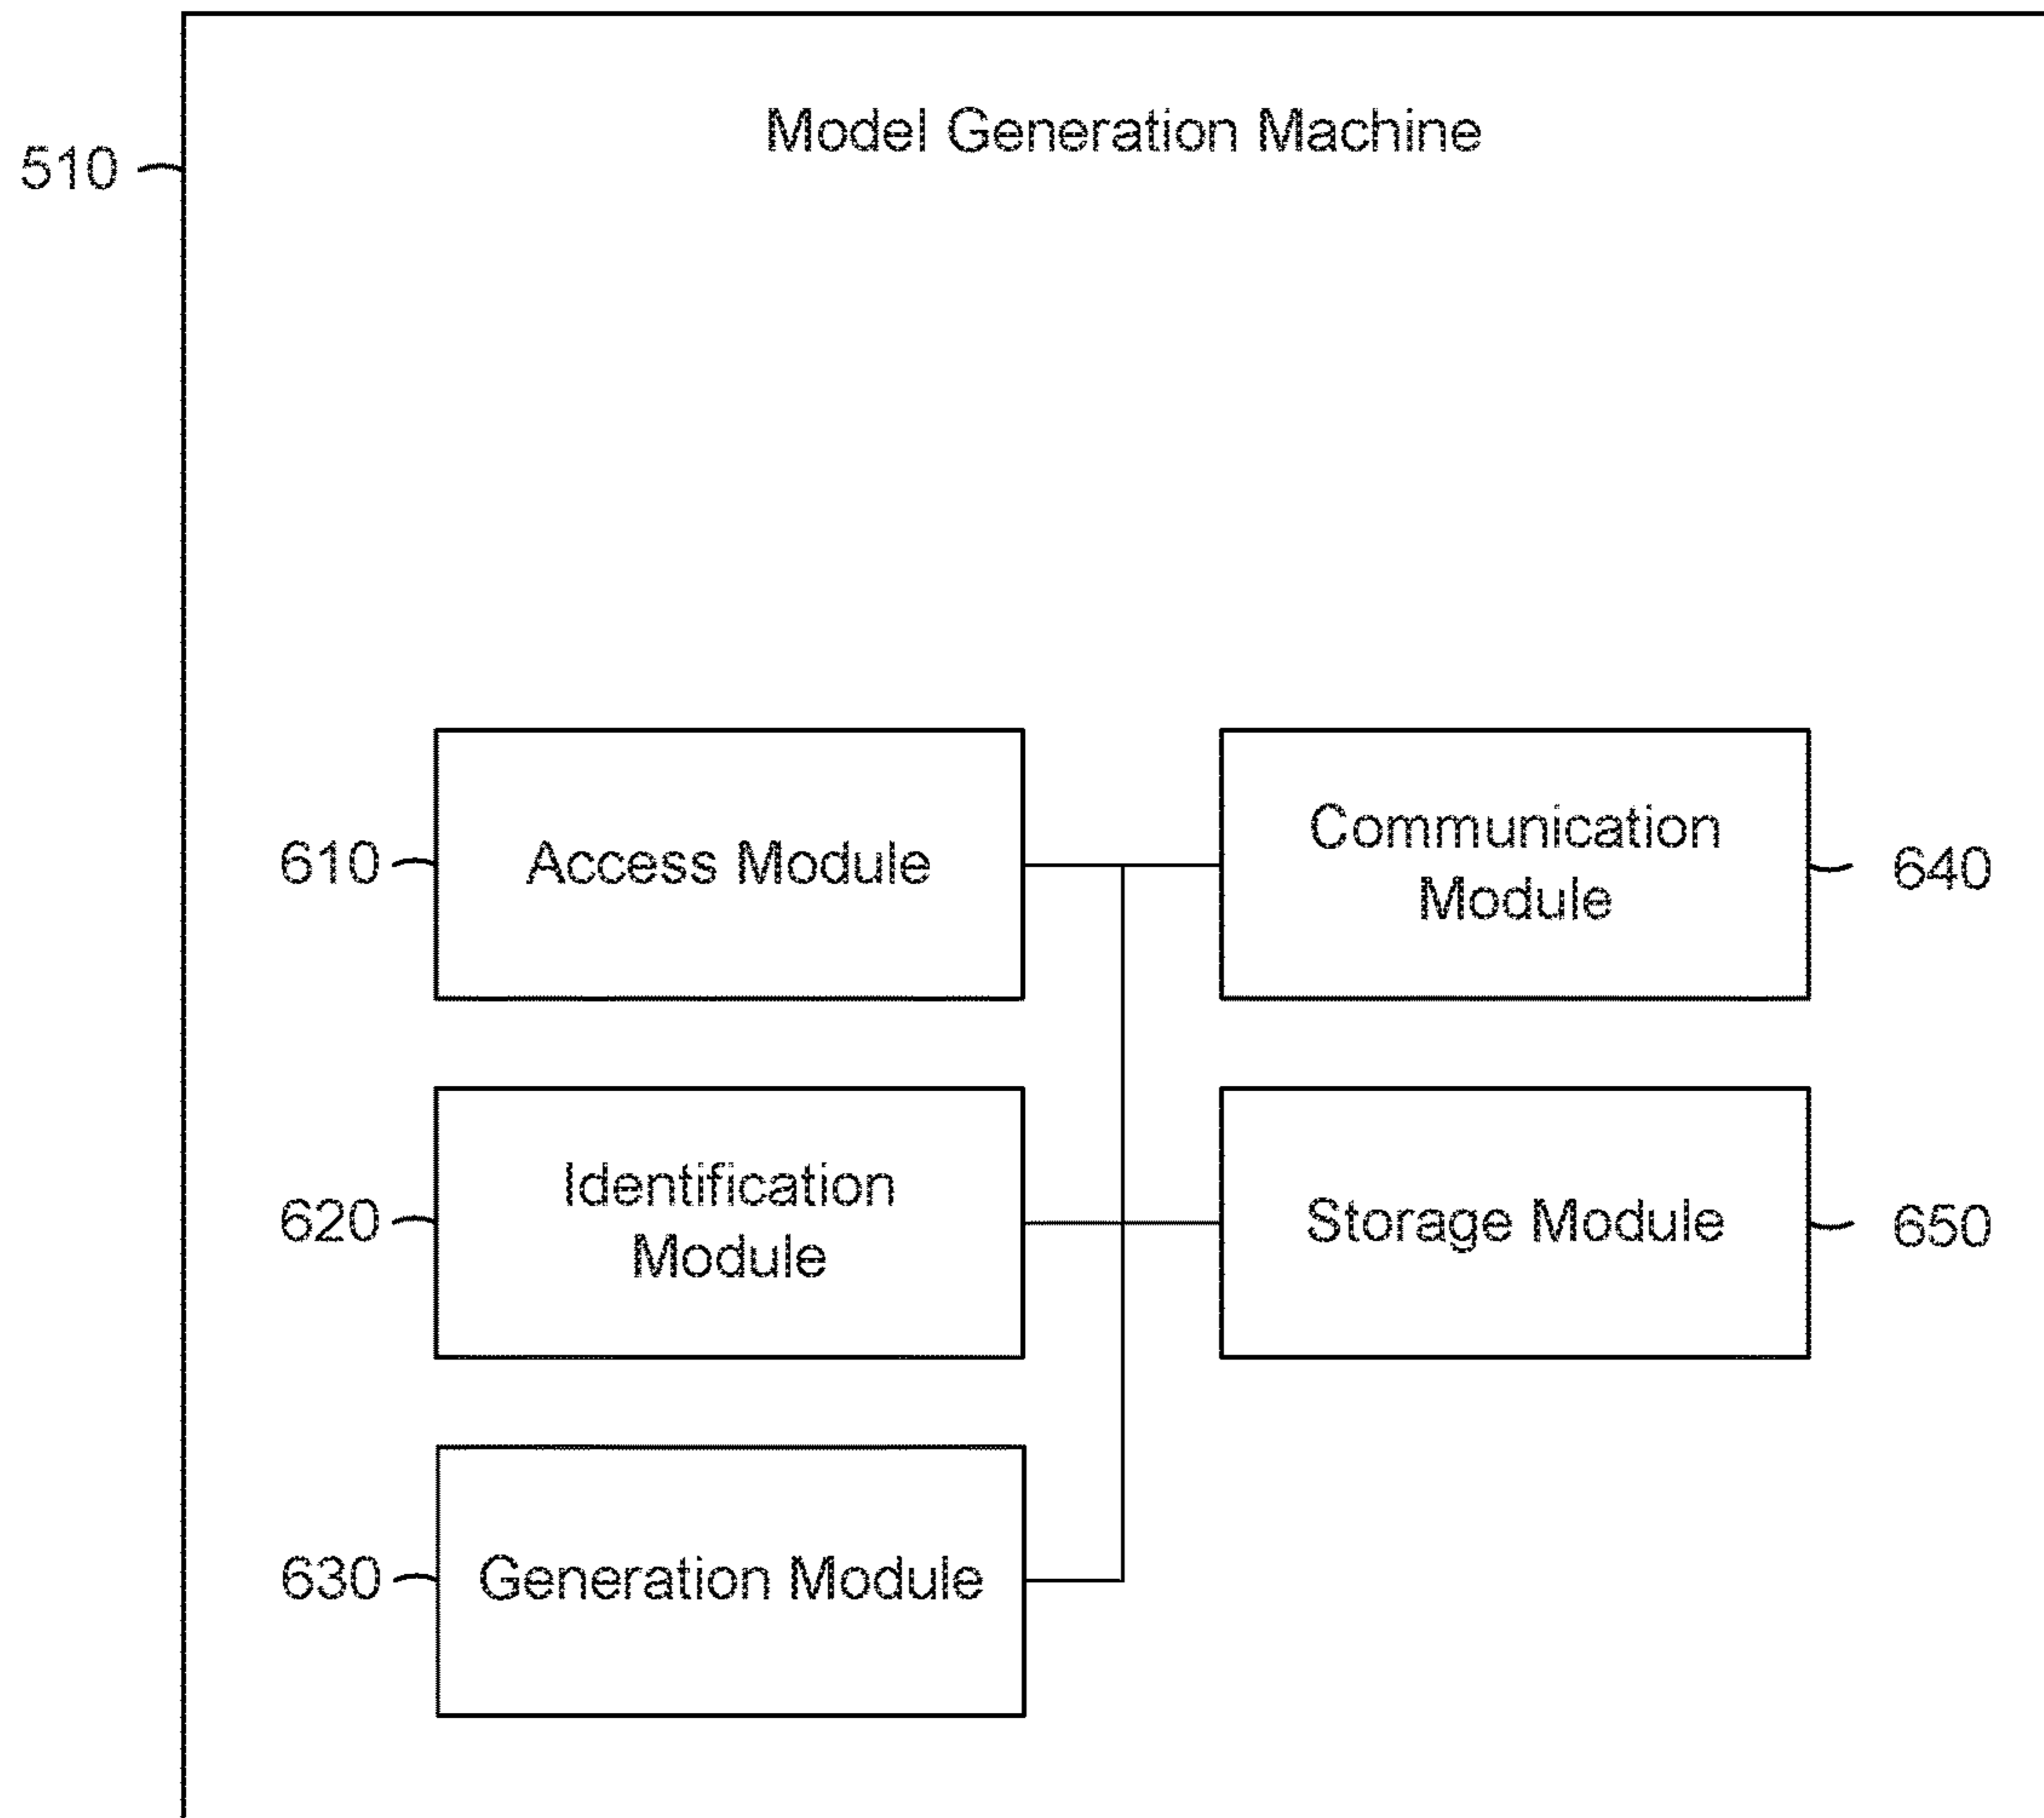 Model Generation Machine
510
610
Access Module
Communication
Module
640
620
Identification
Module
Storage Module
650
630
Generation Module